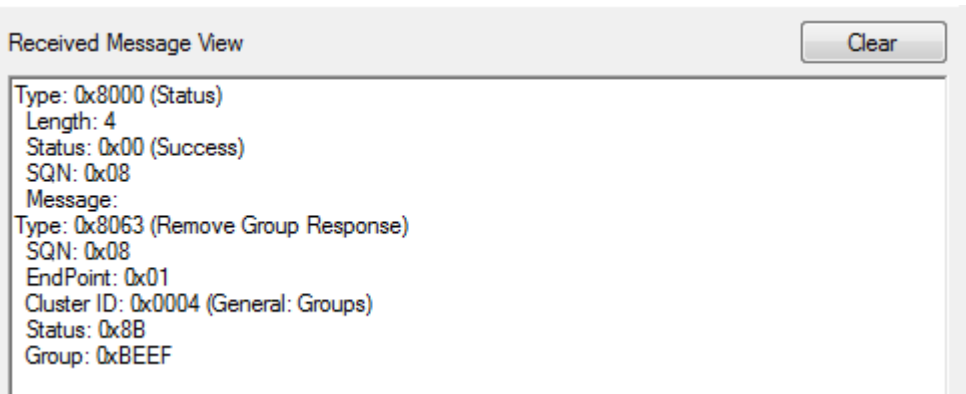 Received Message View
Clear
Type: 0x8000 (Status)
Length: 4
Status: 0x00 (Success)
SQN: 0x08
Message:
Type: 0x8063 (Remove Group Response)
SQN: 0x08
EndPoint: 0x01
Cluster ID: 0x0004 (General: Groups)
Status: 0x8B
Group: 0xBEEF